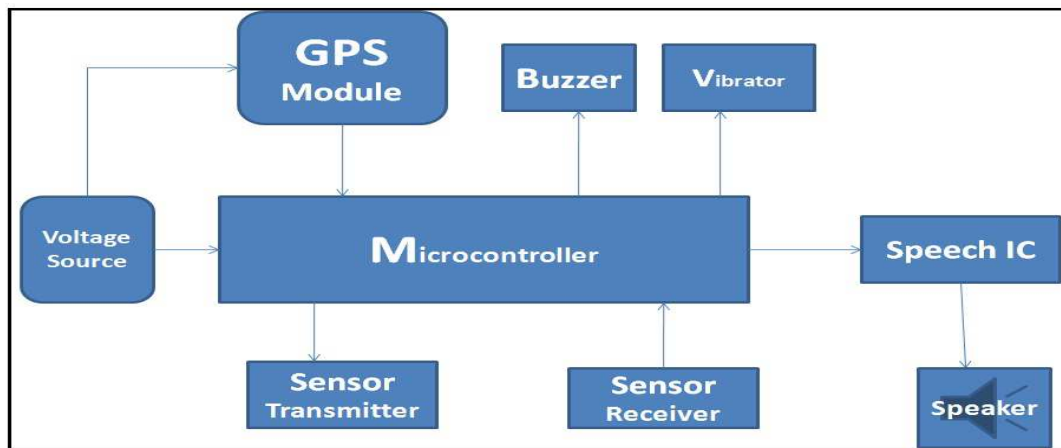 GPS
Module
Buzzer
Vibrator
Voltage
Source
Microcontroller
Speech IC
Sensor
Transmitter
Sensor
Receiver
Speaker